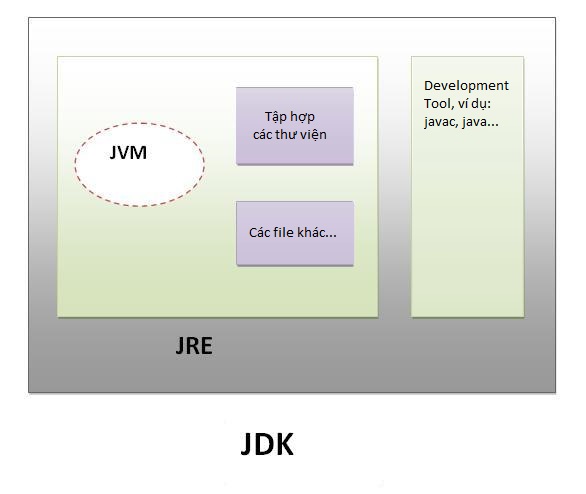 JVM
Tập hợp
các thư viện
Các file khác...
Development
Tool, ví dụ:
javac, java...
JRE
JDK